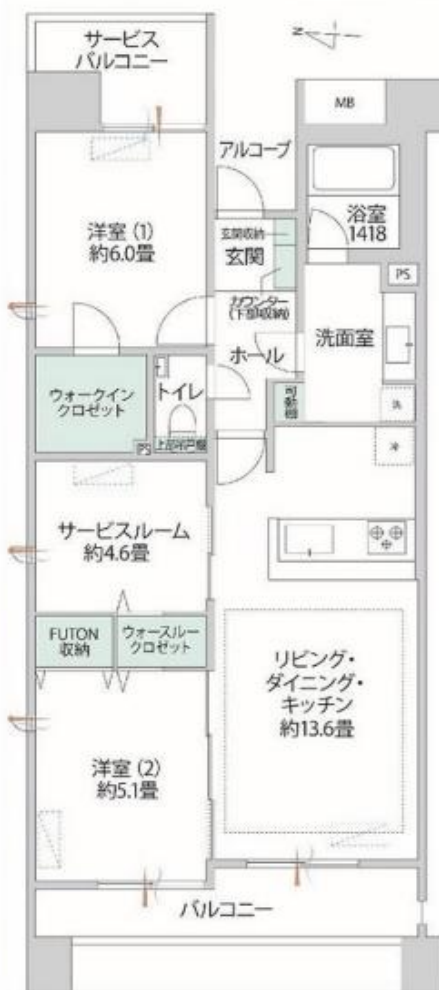 サービス
バルコニー
N
MB
アルコーブ
洋室 (1)
約6.0畳
浴室
1418
玄関収納
玄関
PS
カウンター
(下部収納)
洗面室
ホール
ウォークイン
クロゼット
トイレ
可動棚
洗
PS
上部吊戸棚
冷
サービスルーム
約4.6畳
FUTON
収納
ウォースルー
クロゼット
リビング・
ダイニング・
キッチン
約13.6畳
洋室 (2)
約5.1畳
バルコニー